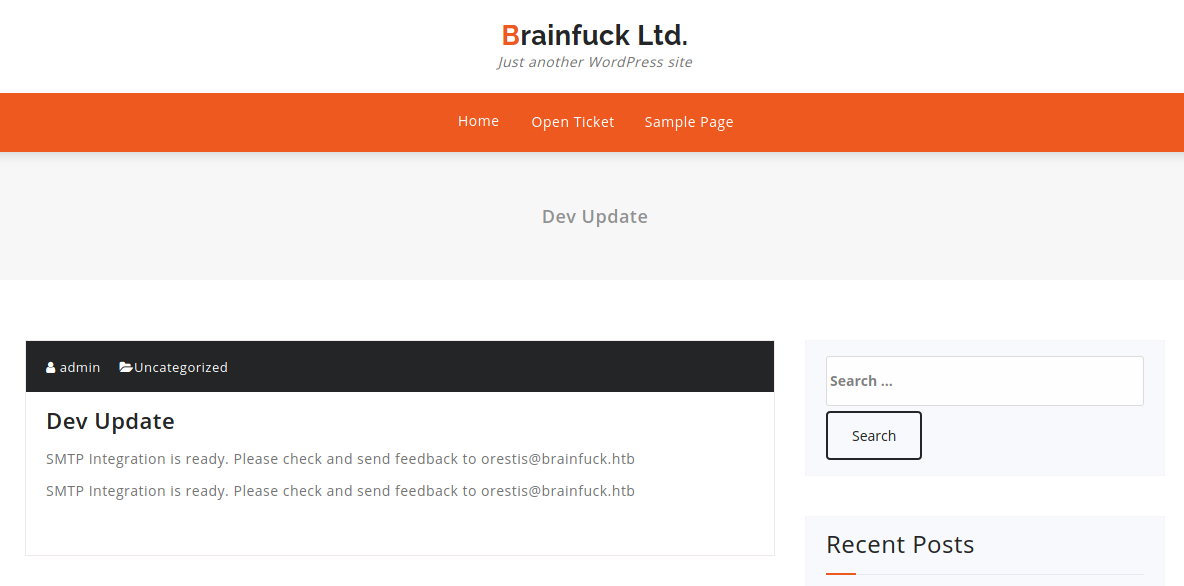 Brainfuck Ltd.
Just another WordPress site
Home Open Ticket Sample Page
Dev Update
admin Uncategorized
Dev Update
SMTP Integration is ready. Please check and send feedback to orestis@brainfuck.htb
SMTP Integration is ready. Please check and send feedback to orestis@brainfuck.htb
Search ...
Search
Recent Posts